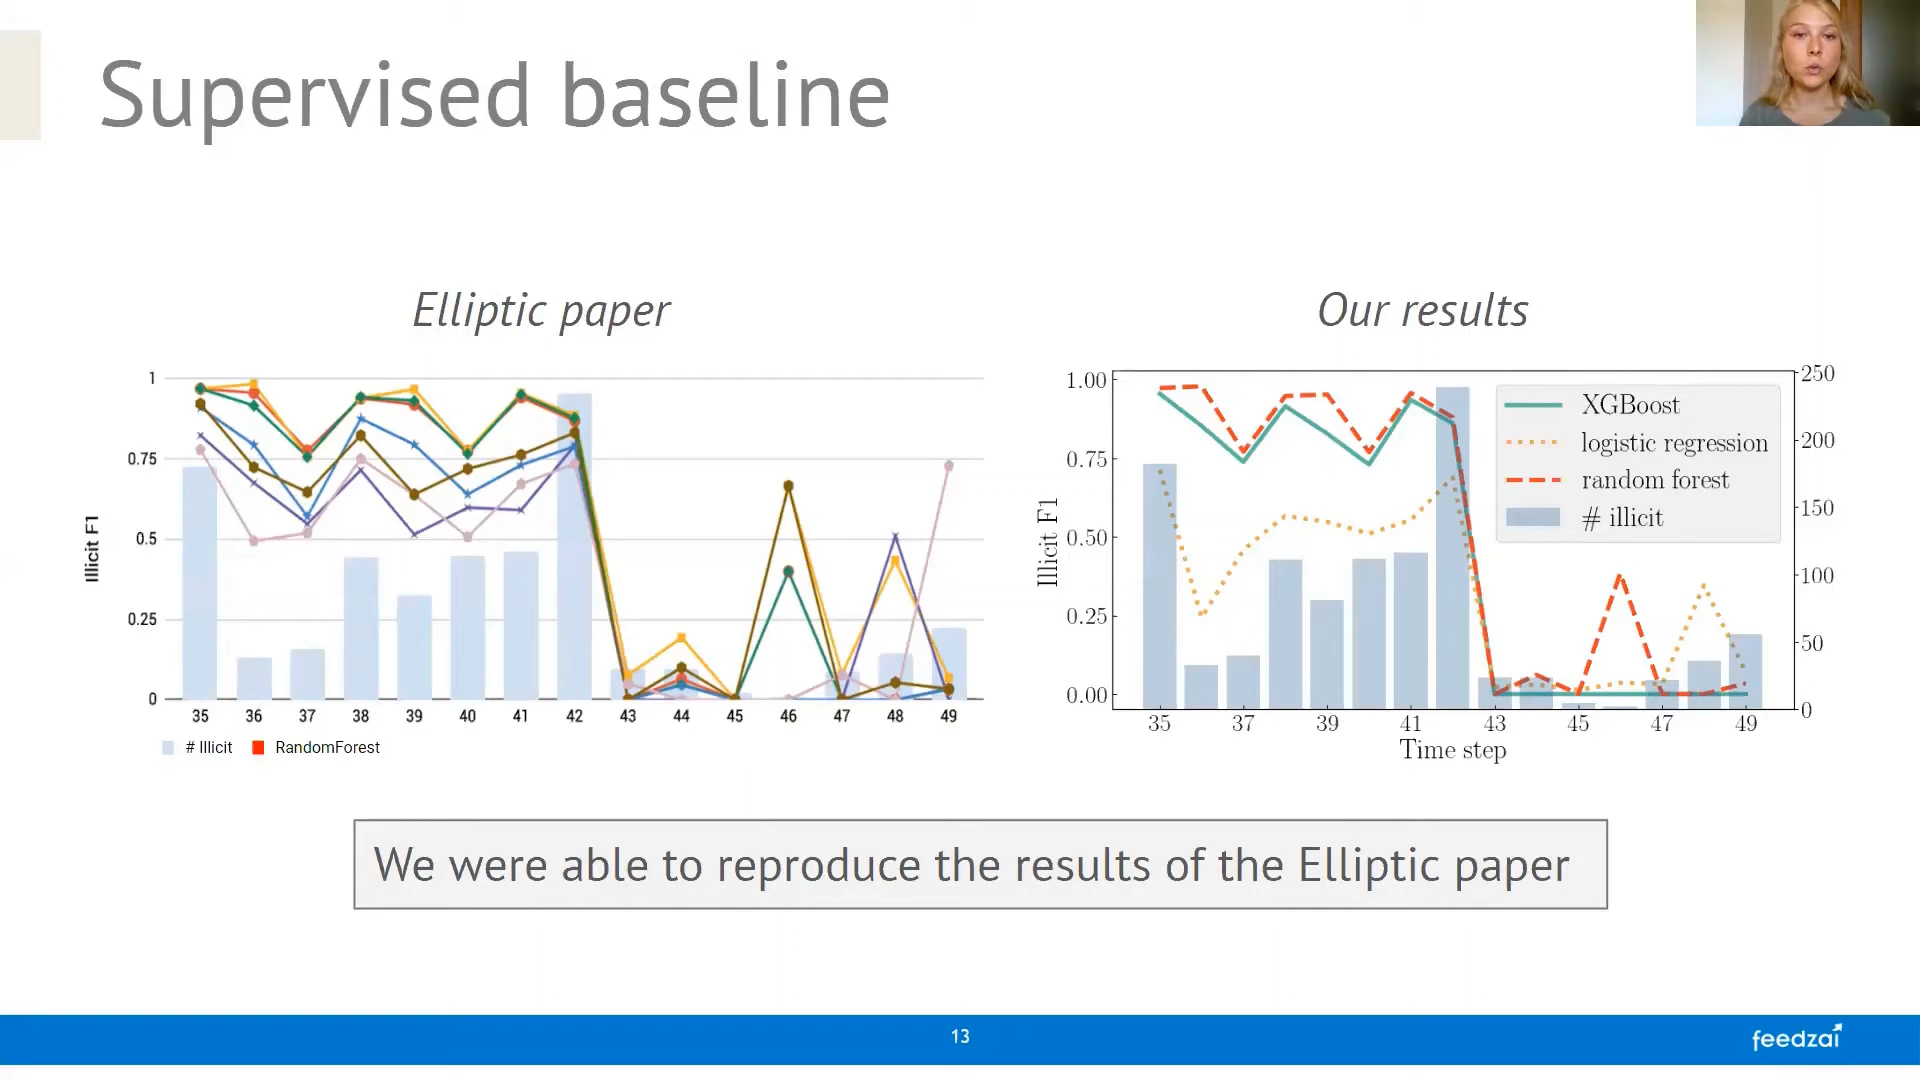 Supervised baseline
Elliptic paper
Illicit F1
1
0.75
0.5
0.25
0
35 36 37 38 39 40 41 42 43 44 45 46 47 48 49
# Illicit RandomForest
Our results
Illicit F1
1.00
0.75
0.50
0.25
0.00
250
200
150
100
50
0
XGBoost
logistic regression
random forest
# illicit
35 37 39 41 43 45 47 49
Time step
We were able to reproduce the results of the Elliptic paper
13
feedzai